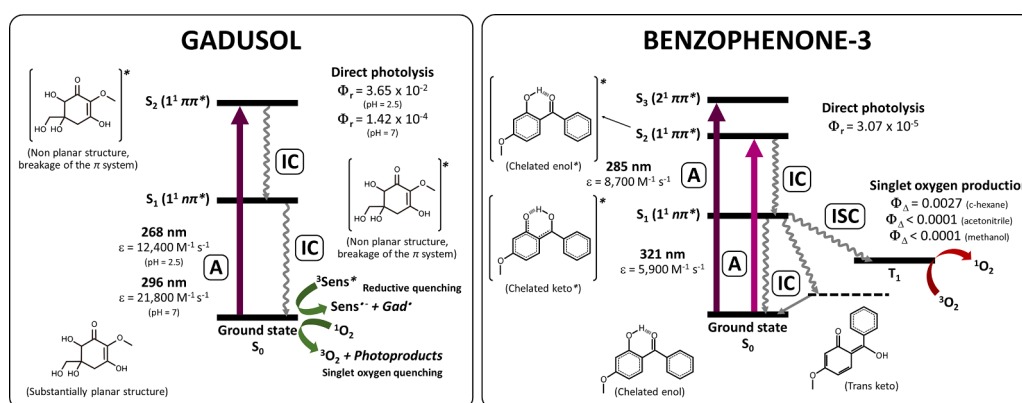 GADUSOL
*
(Non planar structure,
breakage of the π system)
S₂ (1¹ ππ*)
Direct photolysis
Φr = 3.65 x 10⁻²
(pH = 2.5)
Φr = 1.42 x 10⁻⁴
(pH = 7)
IC
S₁ (1¹ nπ*)
*
(Non planar structure,
breakage of the π system)
268 nm
ε = 12,400 M⁻¹ s⁻¹
(pH = 2.5)
296 nm
ε = 21,800 M⁻¹ s⁻¹
(pH = 7)
A
IC
³Sens*
Reductive quenching
Sens•⁻ + Gad•
Ground state
S₀
¹O₂
³O₂ + Photoproducts
Singlet oxygen quenching
(Substantially planar structure)
BENZOPHENONE-3
*
(Chelated enol*)
S₃ (2¹ ππ*)
S₂ (1¹ ππ*)
Direct photolysis
Φr = 3.07 x 10⁻⁵
285 nm
ε = 8,700 M⁻¹ s⁻¹
A
IC
*
(Chelated keto*)
S₁ (1¹ nπ*)
Singlet oxygen production
Φ∆ = 0.0027 (c-hexane)
Φ∆ < 0.0001 (acetonitrile)
Φ∆ < 0.0001 (methanol)
ISC
321 nm
ε = 5,900 M⁻¹ s⁻¹
A
IC
T₁
¹O₂
³O₂
Ground state
S₀
(Chelated enol)
(Trans keto)